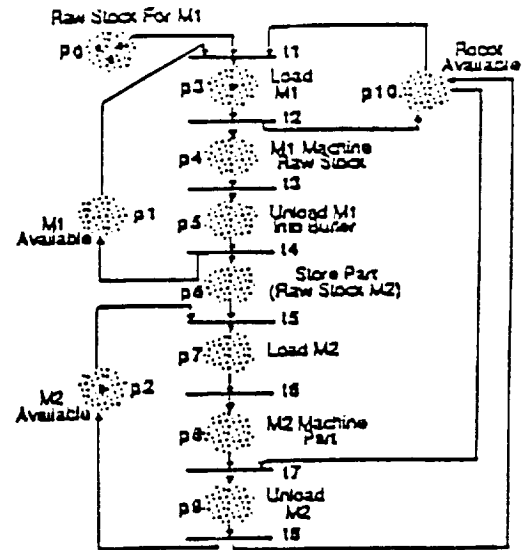 Raw Stock For M1
p0
t1
p3
Load
M1
Robot
Available
p10
t2
p4
M1 Machine
Raw Stock
t3
M1
Available
p1
p5
Unload M1
Into Buffer
t4
p6
Store Part
(Raw Stock M2)
t5
p7
Load M2
M2
Available
p2
t6
p8
M2 Machine
Part
t7
p9
Unload
M2
t8